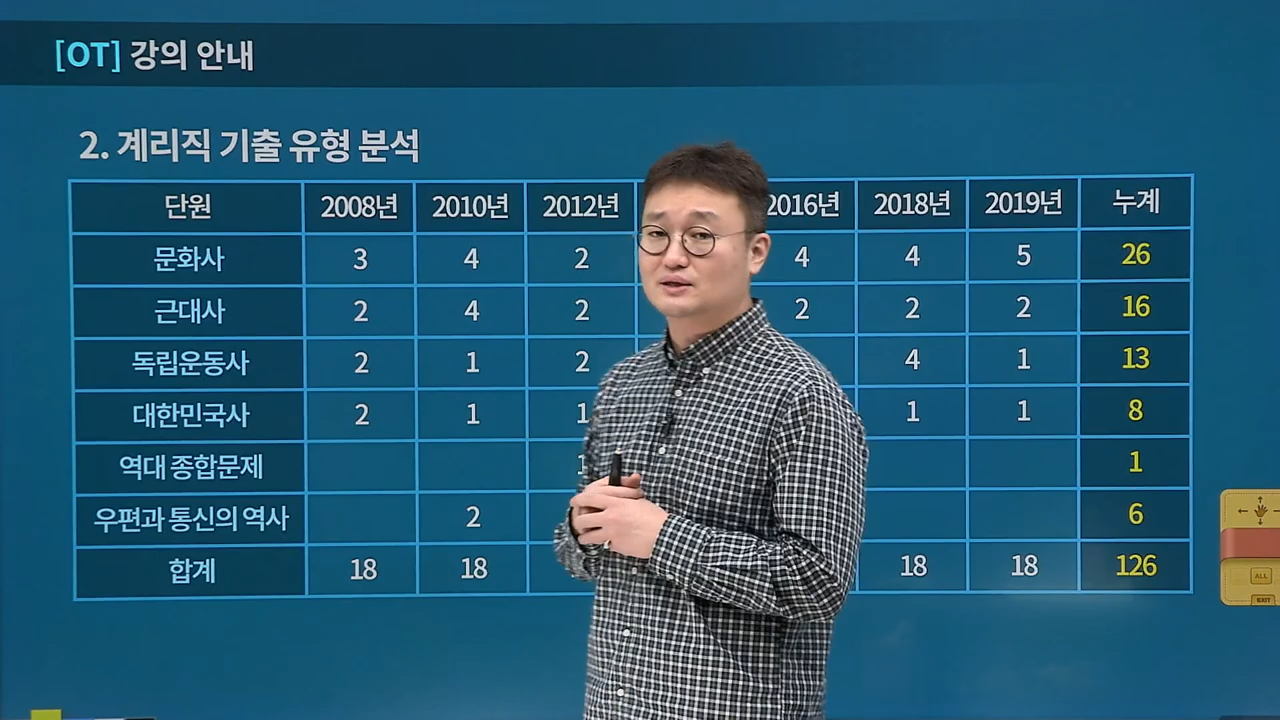 [OT] 강의 안내
2. 계리직 기출 유형 분석
단원 2008년 2010년 2012년 2016년 2018년 2019년 누계
문화사 3 4 2 4 4 5 26
근대사 2 4 2 2 2 2 16
독립운동사 2 1 2 4 1 13
대한민국사 2 1 1 1 1 8
역대 종합문제 1 1
우편과 통신의 역사 2 6
합계 18 18 18 18 126
ALL
EXIT